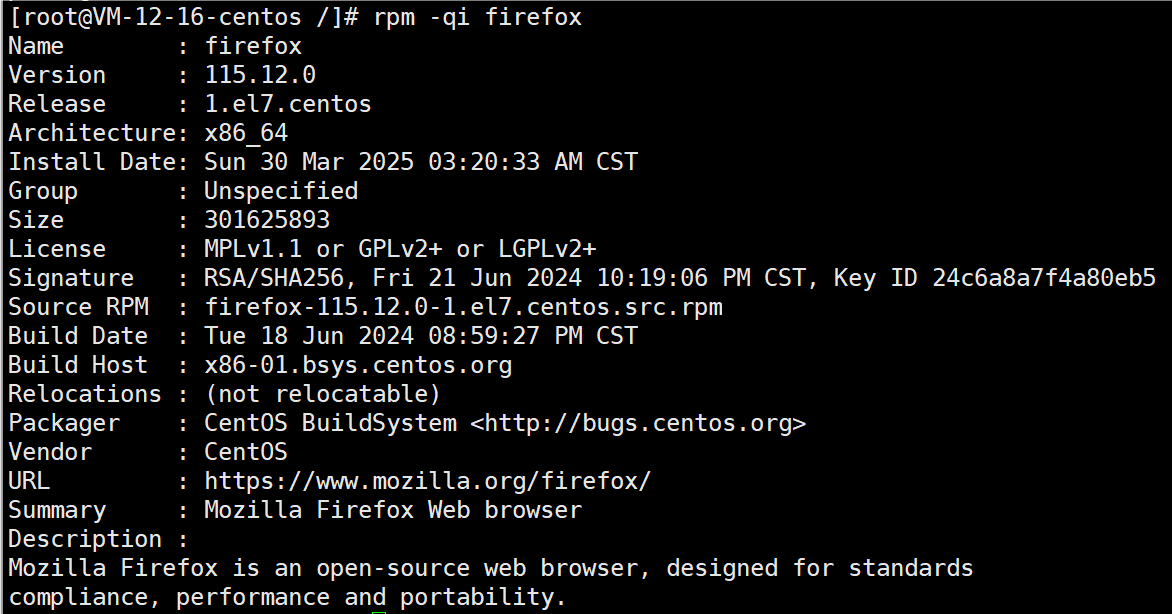 [root@VM-12-16-centos /]# rpm -qi firefox
Name        : firefox
Version     : 115.12.0
Release     : 1.el7.centos
Architecture: x86_64
Install Date: Sun 30 Mar 2025 03:20:33 AM CST
Group       : Unspecified
Size        : 301625893
License     : MPLv1.1 or GPLv2+ or LGPLv2+
Signature   : RSA/SHA256, Fri 21 Jun 2024 10:19:06 PM CST, Key ID 24c6a8a7f4a80eb5
Source RPM  : firefox-115.12.0-1.el7.centos.src.rpm
Build Date  : Tue 18 Jun 2024 08:59:27 PM CST
Build Host  : x86-01.bsys.centos.org
Relocations : (not relocatable)
Packager    : CentOS BuildSystem <http://bugs.centos.org>
Vendor      : CentOS
URL         : https://www.mozilla.org/firefox/
Summary     : Mozilla Firefox Web browser
Description :
Mozilla Firefox is an open-source web browser, designed for standards
compliance, performance and portability.